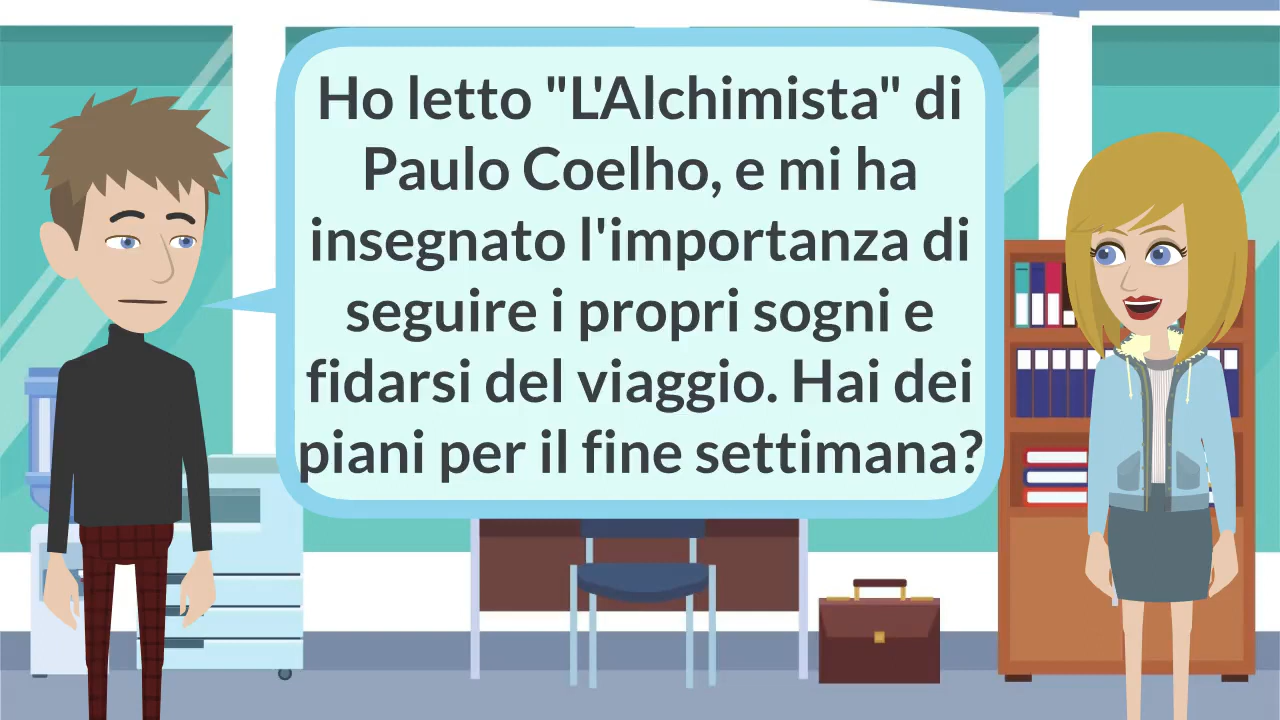 Ho letto "L'Alchimista" di
Paulo Coelho, e mi ha
insegnato l'importanza di
seguire i propri sogni e
fidarsi del viaggio. Hai dei
piani per il fine settimana?